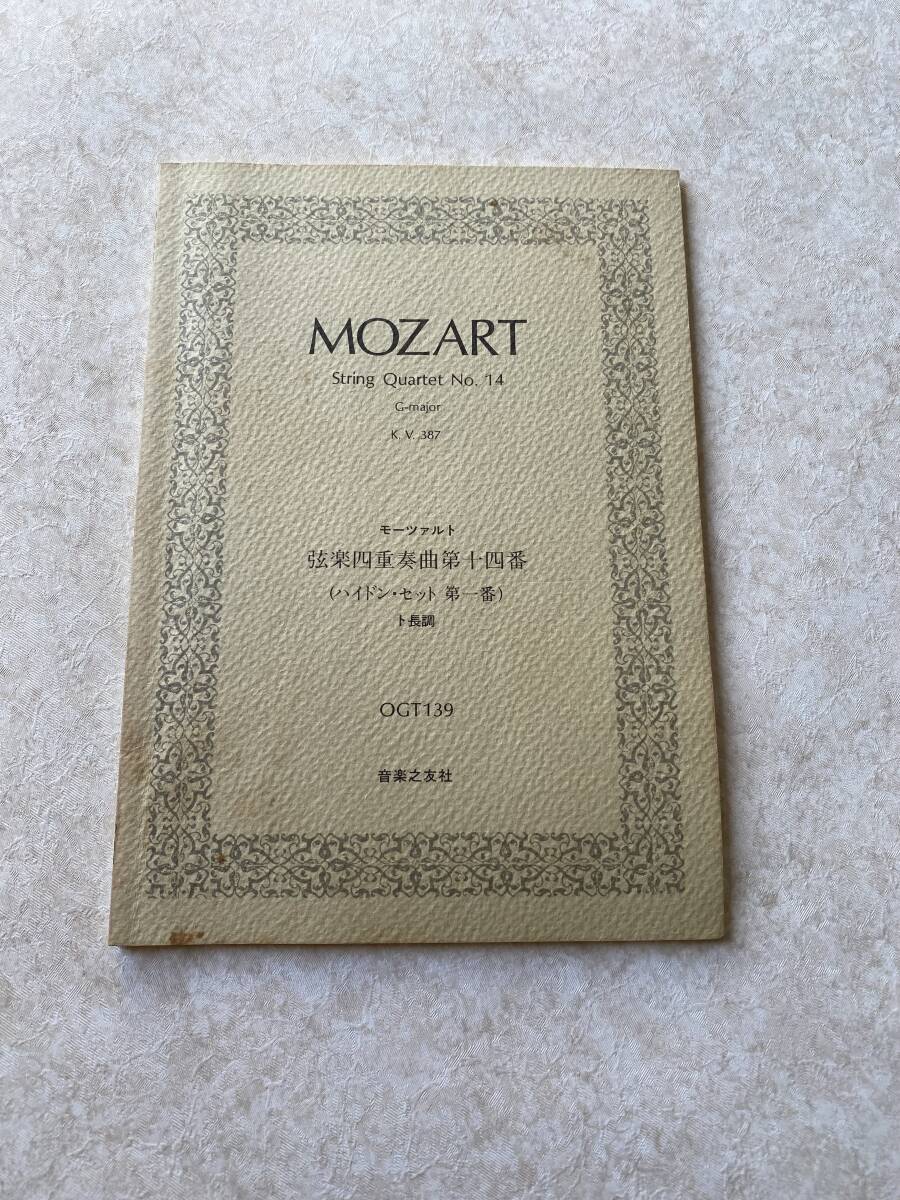 MOZART
String Quartet No. 14
G-major
K. V. 387
モーツァルト
弦楽四重奏曲第十四番
(ハイドン・セット 第一番)
ト長調
OGT139
音楽之友社